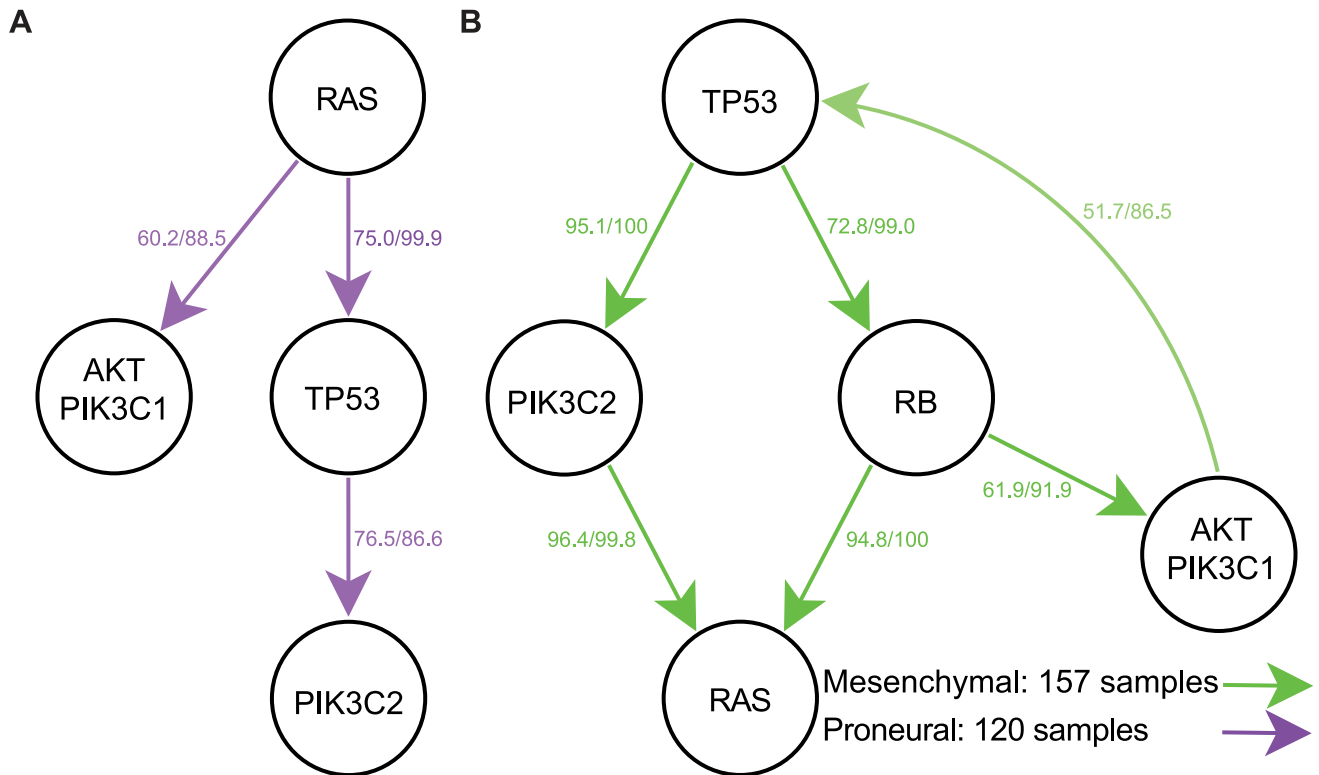 A
RAS
60.2/88.5
75.0/99.9
AKT
PIK3C1
TP53
76.5/86.6
PIK3C2
B
TP53
51.7/86.5
95.1/100
72.8/99.0
PIK3C2
RB
61.9/91.9
96.4/99.8
94.8/100
AKT
PIK3C1
RAS
Mesenchymal: 157 samples
Proneural: 120 samples